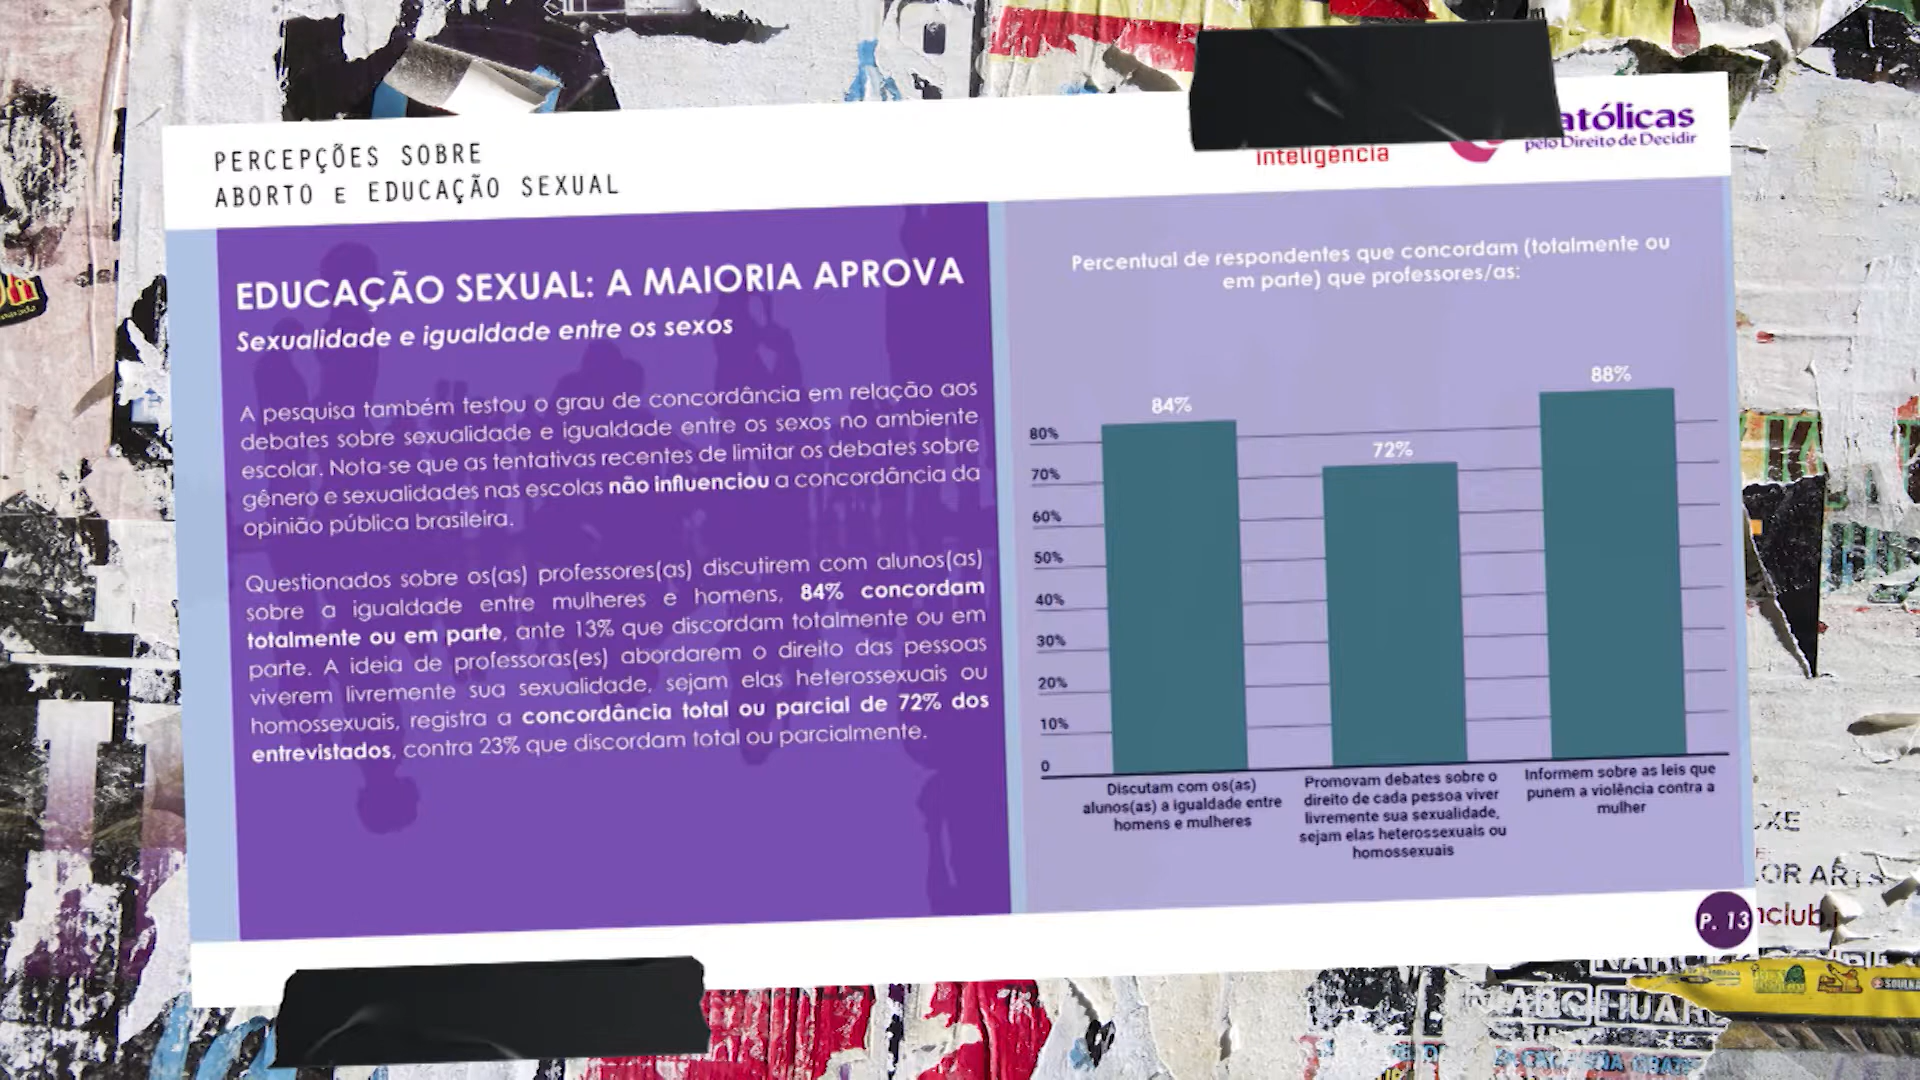 PERCEPÇÕES SOBRE
ABORTO E EDUCAÇÃO SEXUAL
inteligência
atólicas
pelo Direito de Decidir
EDUCAÇÃO SEXUAL: A MAIORIA APROVA
Sexualidade e igualdade entre os sexos
A pesquisa também testou o grau de concordância em relação aos
debates sobre sexualidade e igualdade entre os sexos no ambiente
escolar. Nota-se que as tentativas recentes de limitar os debates sobre
gênero e sexualidades nas escolas não influenciou a concordância da
opinião pública brasileira.
Questionados sobre os(as) professores(as) discutirem com alunos(as)
sobre a igualdade entre mulheres e homens, 84% concordam
totalmente ou em parte, ante 13% que discordam totalmente ou em
parte. A ideia de professoras(es) abordarem o direito das pessoas
viverem livremente sua sexualidade, sejam elas heterossexuais ou
homossexuais, registra a concordância total ou parcial de 72% dos
entrevistados, contra 23% que discordam total ou parcialmente.
Percentual de respondentes que concordam (totalmente ou
em parte) que professores/as:
84%
72%
88%
80%
70%
60%
50%
40%
30%
20%
10%
0
Discutam com os(as)
alunos(as) a igualdade entre
homens e mulheres
Promovam debates sobre o
direito de cada pessoa viver
livremente sua sexualidade,
sejam elas heterossexuais ou
homossexuais
Informem sobre as leis que
punem a violência contra a
mulher
P. 13
OR AR
nclub.